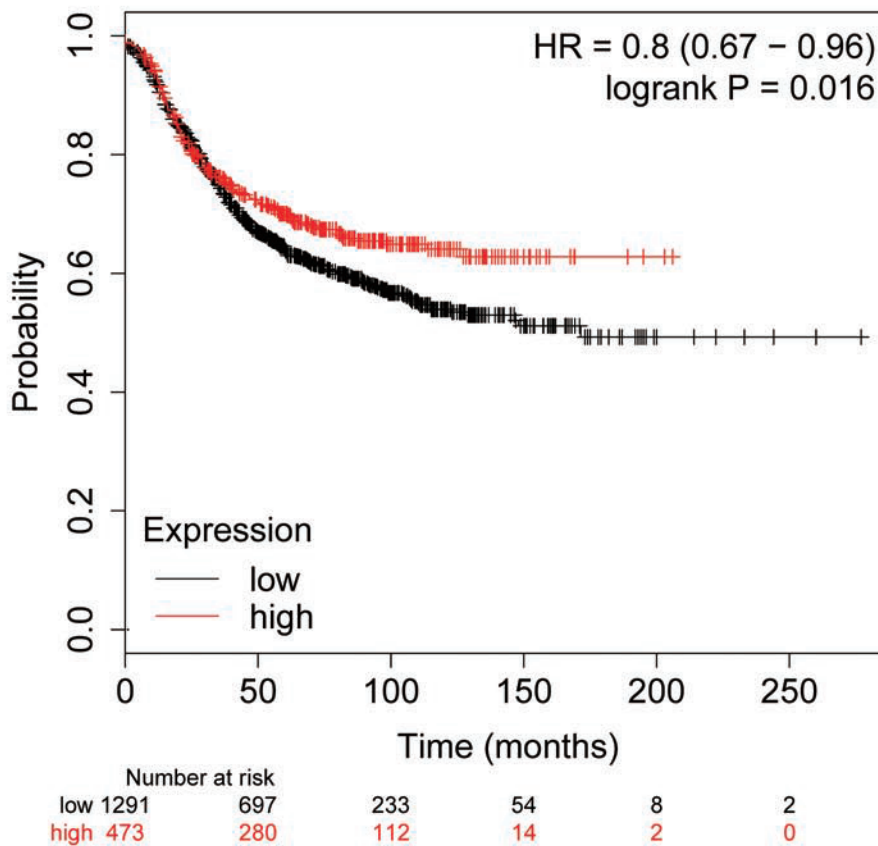 HR = 0.8 (0.67 − 0.96)
logrank P = 0.016
1.0
0.8
0.6
0.4
0.2
0.0
Probability
Expression
low
high
0 50 100 150 200 250
Time (months)
Number at risk
low 1291 697 233 54 8 2
high 473 280 112 14 2 0